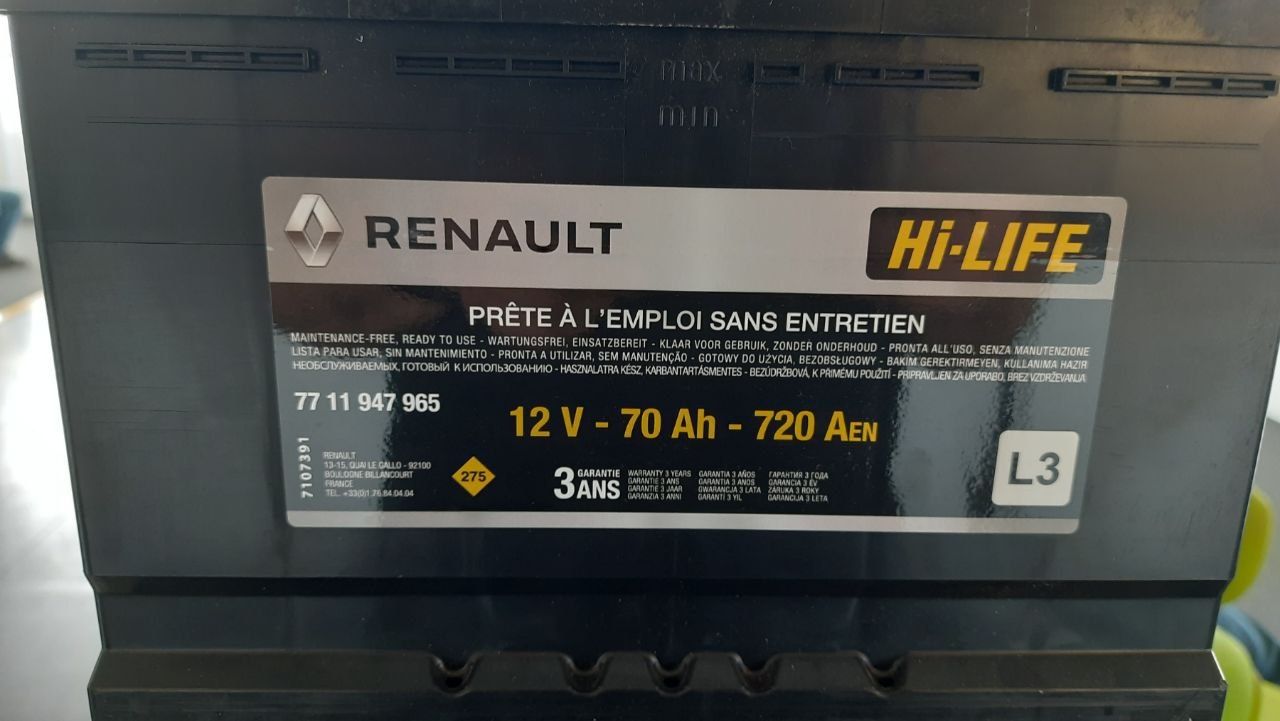 max
min
RENAULT
Hi-LIFE
PRÊTE À L'EMPLOI SANS ENTRETIEN
MAINTENANCE-FREE, READY TO USE - WARTUNGSFREI, EINSATZBEREIT - KLAAR VOOR GEBRUIK, ZONDER ONDERHOUD - PRONTA ALL'USO, SENZA MANUTENZIONE
LISTA PARA USAR, SIN MANTENIMIENTO - PRONTA A UTILIZAR, SEM MANUTENÇÃO - GOTOWY DO UŻYCIA, BEZOBSŁUGOWY - BAKIM GEREKTIRMEYEN, KULLANIMA HAZIR
НЕОБСЛУЖИВАЕМЫХ, ГОТОВЫЙ К ИСПОЛЬЗОВАНИЮ - HASZNALATRA KÉSZ, KARBANTARTÁSMENTES - BEZÚDRŽBOVÁ, K PŘÍMÉMU POUŽITÍ - PRIPRAVLJEN ZA UPORABO, BREZ VZDRŽEVANJA
77 11 947 965
12 V - 70 Ah - 720 AEN
7107391
RENAULT
13-15, QUAI LE GALLO - 92100
BOULOGNE BILLANCOURT
FRANCE
TEL. +33(0)1.76.84.04.04
275
3 GARANTIE ANS
WARRANTY 3 YEARS
GARANTIE 3 ANS
GARANTIE 3 JAAR
GARANZIA 3 ANNI
GARANTIA 3 AÑOS
GARANTIA 3 ANOS
GWARANCJA 3 LATA
GARANTI 3 YIL
ГАРАНТИЯ 3 ГОДА
GARANCIA 3 ÉV
ZÁRUKA 3 ROKY
GARANCIJA 3 LETA
L3